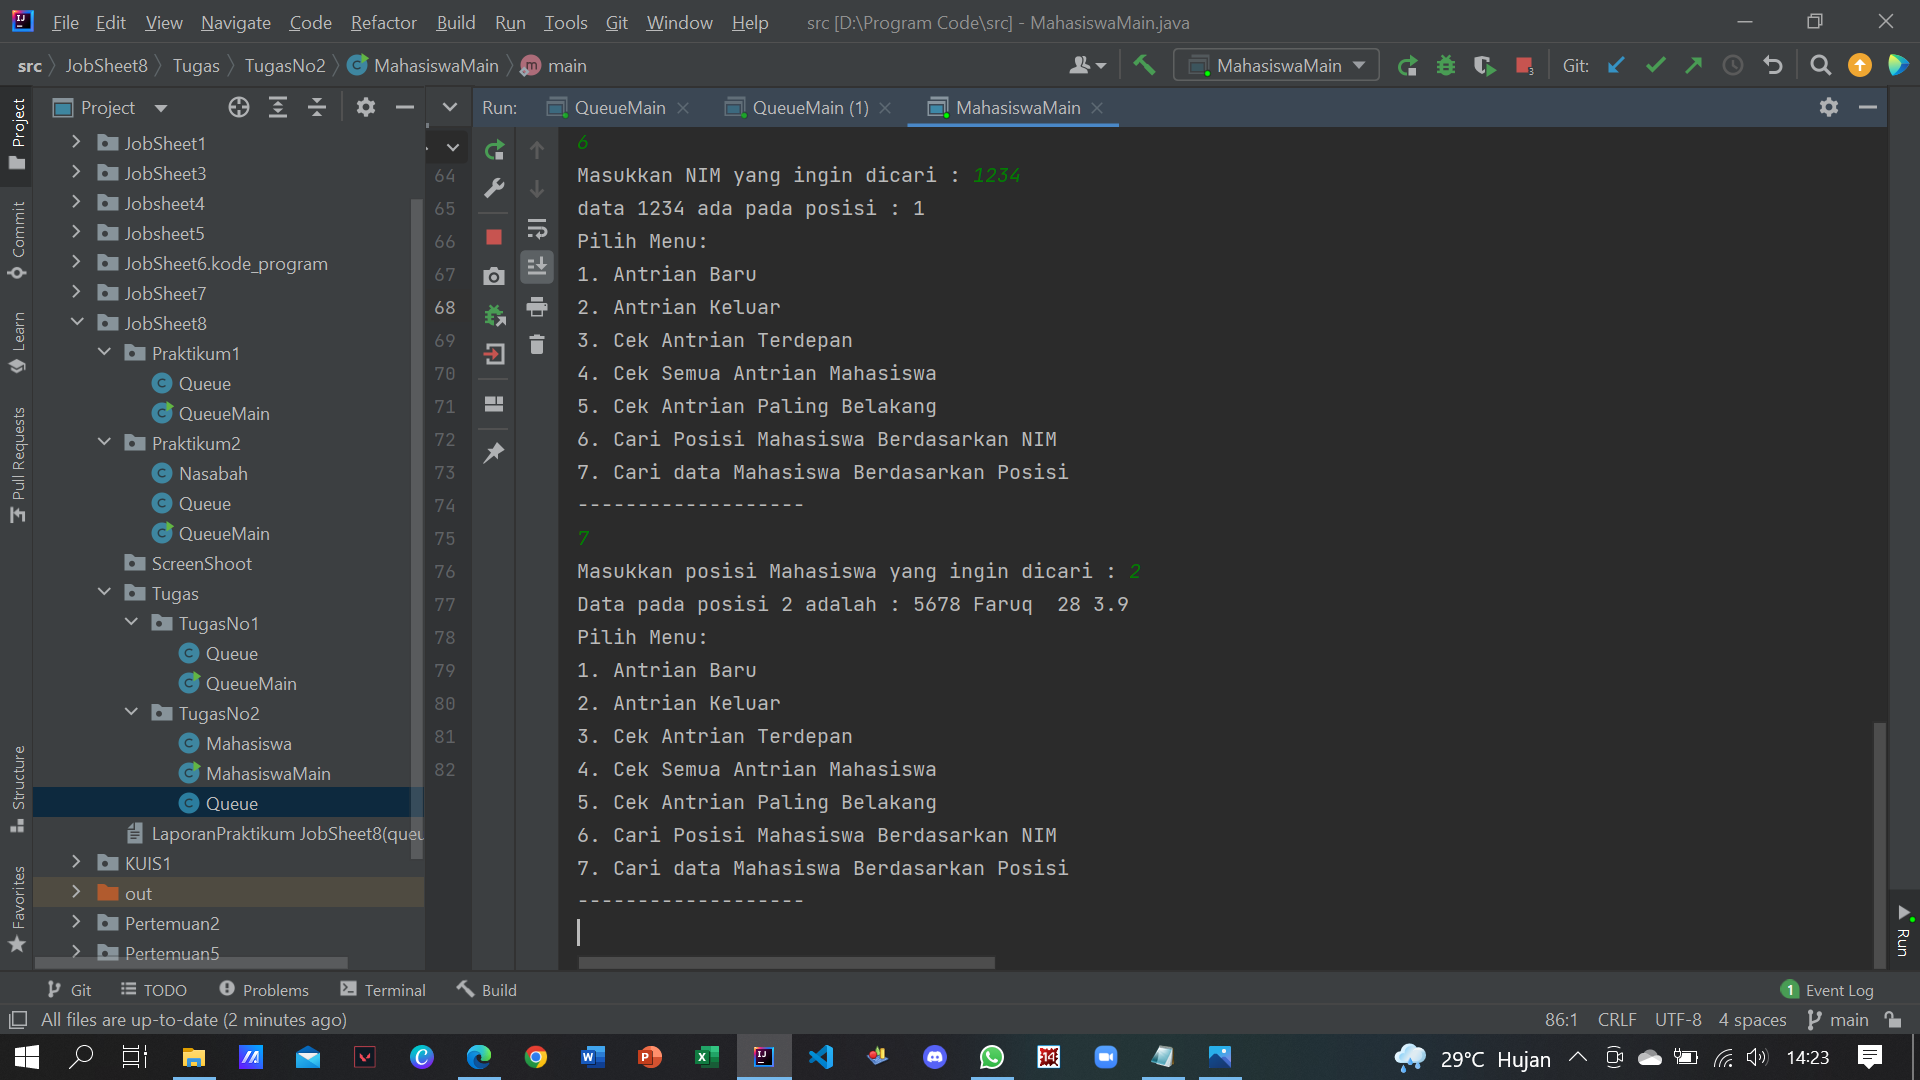 File Edit View Navigate Code Refactor Build Run Tools Git Window Help src [D:\Program Code\src] - MahasiswaMain.java
src JobSheet8 Tugas TugasNo2 MahasiswaMain main MahasiswaMain Git:
Project Run: QueueMain QueueMain (1) MahasiswaMain
Project
Commit
Learn
Pull Requests
Structure
Favorites
JobSheet1
JobSheet3
Jobsheet4
Jobsheet5
JobSheet6.kode_program
JobSheet7
JobSheet8
Praktikum1
Queue
QueueMain
Praktikum2
Nasabah
Queue
QueueMain
ScreenShoot
Tugas
TugasNo1
Queue
QueueMain
TugasNo2
Mahasiswa
MahasiswaMain
Queue
LaporanPraktikum JobSheet8(queu
KUIS1
out
Pertemuan2
Pertemuan5
64
65
66
67
68
69
70
71
72
73
74
75
76
77
78
79
80
81
82
6
Masukkan NIM yang ingin dicari : 1234
data 1234 ada pada posisi : 1
Pilih Menu:
1. Antrian Baru
2. Antrian Keluar
3. Cek Antrian Terdepan
4. Cek Semua Antrian Mahasiswa
5. Cek Antrian Paling Belakang
6. Cari Posisi Mahasiswa Berdasarkan NIM
7. Cari data Mahasiswa Berdasarkan Posisi
-------------------
7
Masukkan posisi Mahasiswa yang ingin dicari : 2
Data pada posisi 2 adalah : 5678 Faruq  28 3.9
Pilih Menu:
1. Antrian Baru
2. Antrian Keluar
3. Cek Antrian Terdepan
4. Cek Semua Antrian Mahasiswa
5. Cek Antrian Paling Belakang
6. Cari Posisi Mahasiswa Berdasarkan NIM
7. Cari data Mahasiswa Berdasarkan Posisi
-------------------
Run
Git TODO Problems Terminal Build 1 Event Log
All files are up-to-date (2 minutes ago) 86:1 CRLF UTF-8 4 spaces main
29°C Hujan 14:23